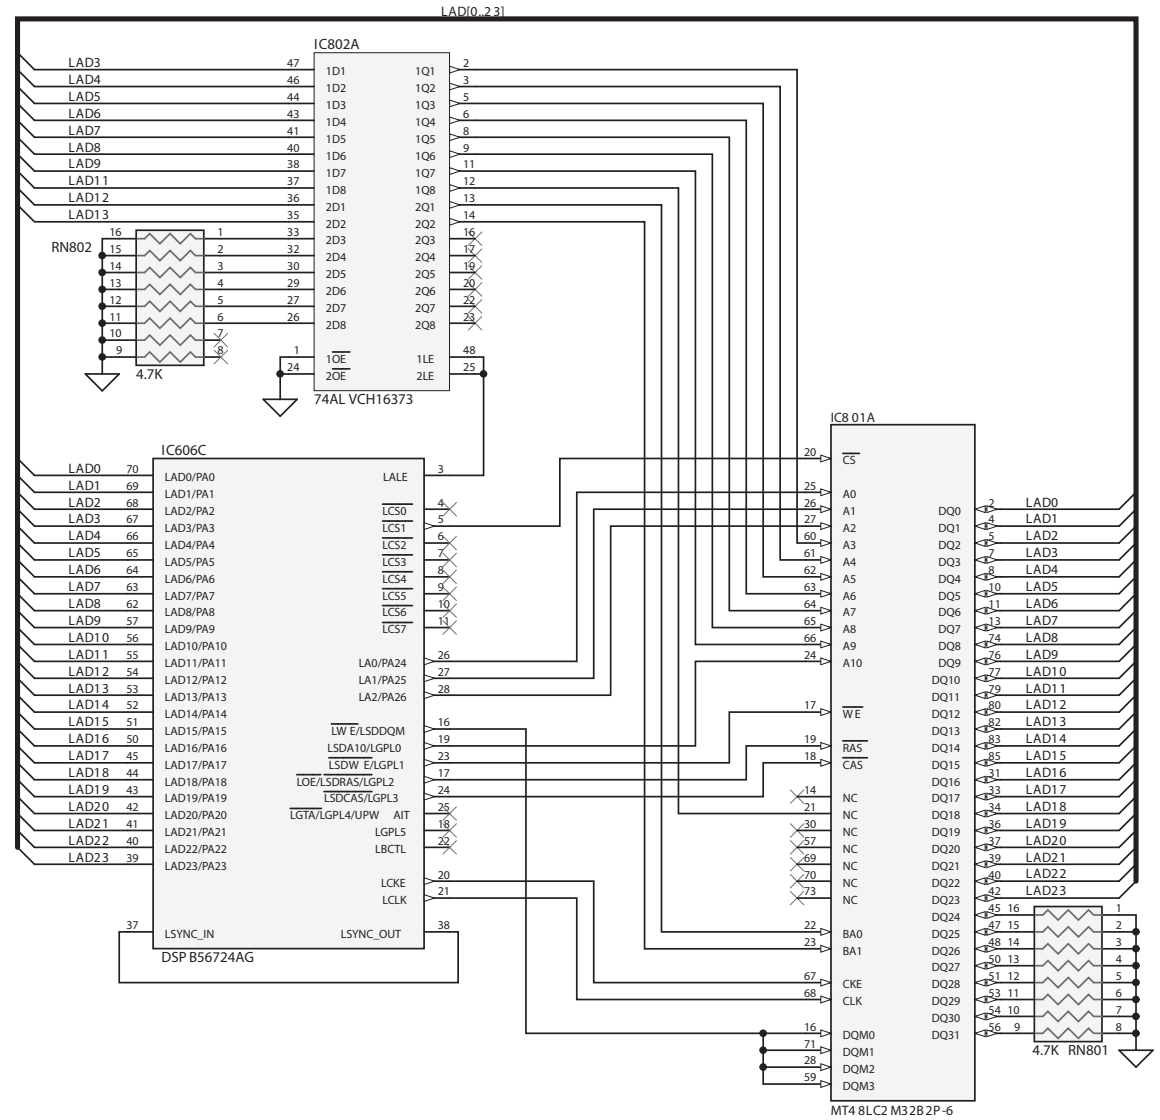 LAD[0..23]
IC802A
LAD3 47 1D1 1Q1 2
LAD4 46 1D2 1Q2 3
LAD5 44 1D3 1Q3 5
LAD6 43 1D4 1Q4 6
LAD7 41 1D5 1Q5 8
LAD8 40 1D6 1Q6 9
LAD9 38 1D7 1Q7 11
LAD11 37 1D8 1Q8 12
LAD12 36 2D1 2Q1 13
LAD13 35 2D2 2Q2 14
RN802
16 1 33 2D3 2Q3 16
15 2 32 2D4 2Q4 17
14 3 30 2D5 2Q5 19
13 4 29 2D6 2Q6 20
12 5 27 2D7 2Q7 22
11 6 26 2D8 2Q8 23
10 7
9 8
4.7K
1 1OE 1LE 48
24 2OE 2LE 25
74AL VCH16373
IC606C
LAD0 70 LAD0/PA0 LALE 3
LAD1 69 LAD1/PA1
LAD2 68 LAD2/PA2 LCS0 4
LAD3 67 LAD3/PA3 LCS1 5
LAD4 66 LAD4/PA4 LCS2 6
LAD5 65 LAD5/PA5 LCS3 7
LAD6 64 LAD6/PA6 LCS4 8
LAD7 63 LAD7/PA7 LCS5 9
LAD8 62 LAD8/PA8 LCS6 10
LAD9 57 LAD9/PA9 LCS7 11
LAD10 56 LAD10/PA10
LAD11 55 LAD11/PA11 LA0/PA24 26
LAD12 54 LAD12/PA12 LA1/PA25 27
LAD13 53 LAD13/PA13 LA2/PA26 28
LAD14 52 LAD14/PA14
LAD15 51 LAD15/PA15 LW E/LSDDQM 16
LAD16 50 LAD16/PA16 LSDA10/LGPL0 19
LAD17 45 LAD17/PA17 LSDW E/LGPL1 23
LAD18 44 LAD18/PA18 LOE/LSDRAS/LGPL2 17
LAD19 43 LAD19/PA19 LSDCAS/LGPL3 24
LAD20 42 LAD20/PA20 LGTA/LGPL4/UPW AIT 25
LAD21 41 LAD21/PA21 LGPL5 18
LAD22 40 LAD22/PA22 LBCTL 22
LAD23 39 LAD23/PA23
LCKE 20
LCLK 21
37 LSYNC_IN LSYNC_OUT 38
DSP B56724AG
IC8 01A
20 CS
25 A0
26 A1
27 A2
60 A3
61 A4
62 A5
63 A6
64 A7
65 A8
66 A9
24 A10
17 W E
19 RAS
18 CAS
14 NC
21 NC
30 NC
57 NC
69 NC
70 NC
73 NC
22 BA0
23 BA1
67 CKE
68 CLK
16 DQM0
71 DQM1
28 DQM2
59 DQM3
DQ0 2 LAD0
DQ1 4 LAD1
DQ2 5 LAD2
DQ3 7 LAD3
DQ4 8 LAD4
DQ5 10 LAD5
DQ6 11 LAD6
DQ7 13 LAD7
DQ8 74 LAD8
DQ9 76 LAD9
DQ10 77 LAD10
DQ11 79 LAD11
DQ12 80 LAD12
DQ13 82 LAD13
DQ14 83 LAD14
DQ15 85 LAD15
DQ16 31 LAD16
DQ17 33 LAD17
DQ18 34 LAD18
DQ19 36 LAD19
DQ20 37 LAD20
DQ21 39 LAD21
DQ22 40 LAD22
DQ23 42 LAD23
DQ24 45 16 1
DQ25 47 15 2
DQ26 48 14 3
DQ27 50 13 4
DQ28 51 12 5
DQ29 53 11 6
DQ30 54 10 7
DQ31 56 9 8
4.7K RN801
MT4 8LC2 M32B2P-6